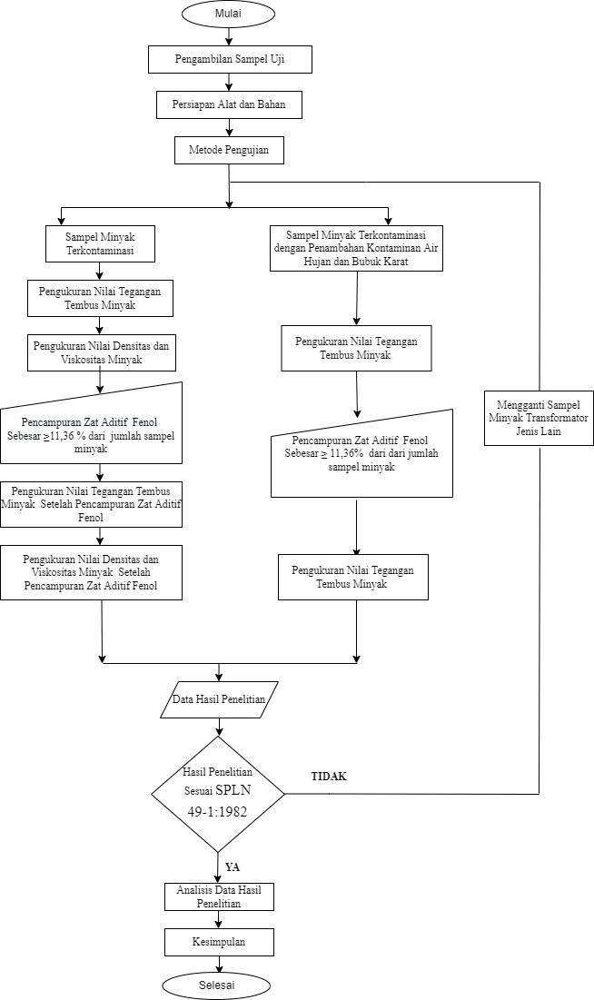 Mulai
Pengambilan Sampel Uji
Persiapan Alat dan Bahan
Metode Pengujian
Sampel Minyak
Terkontaminasi
Pengukuran Nilai Tegangan
Tembus Minyak
Pengukuran Nilai Densitas dan
Viskositas Minyak
Pencampuran Zat Aditif Fenol
Sebesar ≥11,36 % dari jumlah sampel
minyak
Pengukuran Nilai Tegangan Tembus
Minyak Setelah Pencampuran Zat Aditif
Fenol
Pengukuran Nilai Densitas dan
Viskositas Minyak Setelah
Pencampuran Zat Aditif Fenol
Sampel Minyak Terkontaminasi
dengan Penambahan Kontaminan Air
Hujan dan Bubuk Karat
Pengukuran Nilai Tegangan
Tembus Minyak
Pencampuran Zat Aditif Fenol
Sebesar ≥ 11,36% dari dari jumlah
sampel minyak
Pengukuran Nilai Tegangan
Tembus Minyak
Mengganti Sampel
Minyak Transformator
Jenis Lain
Data Hasil Penelitian
Hasil Penelitian
Sesuai SPLN
49-1:1982
TIDAK
YA
Analisis Data Hasil
Penelitian
Kesimpulan
Selesai